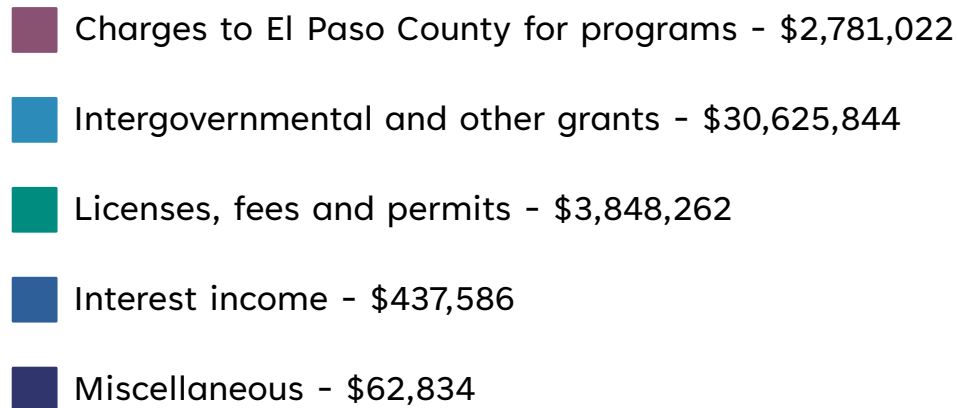 Charges to El Paso County for programs - $2,781,022
Intergovernmental and other grants - $30,625,844
Licenses, fees and permits - $3,848,262
Interest income - $437,586
Miscellaneous - $62,834